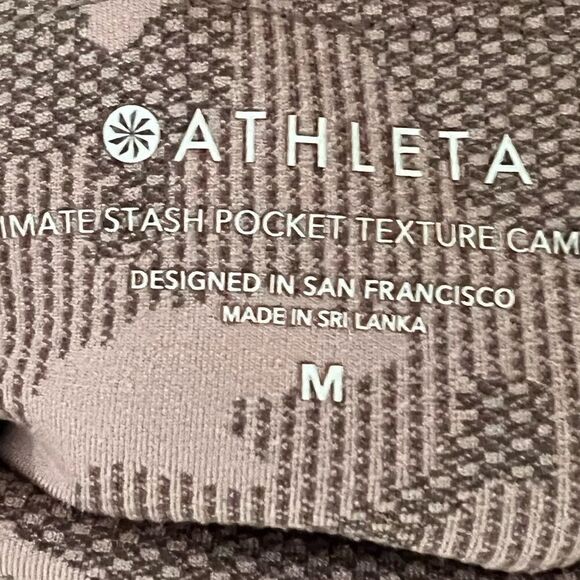 ATHLETA
IMATE STASH POCKET TEXTURE CAM
DESIGNED IN SAN FRANCISCO
MADE IN SRI LANKA
M